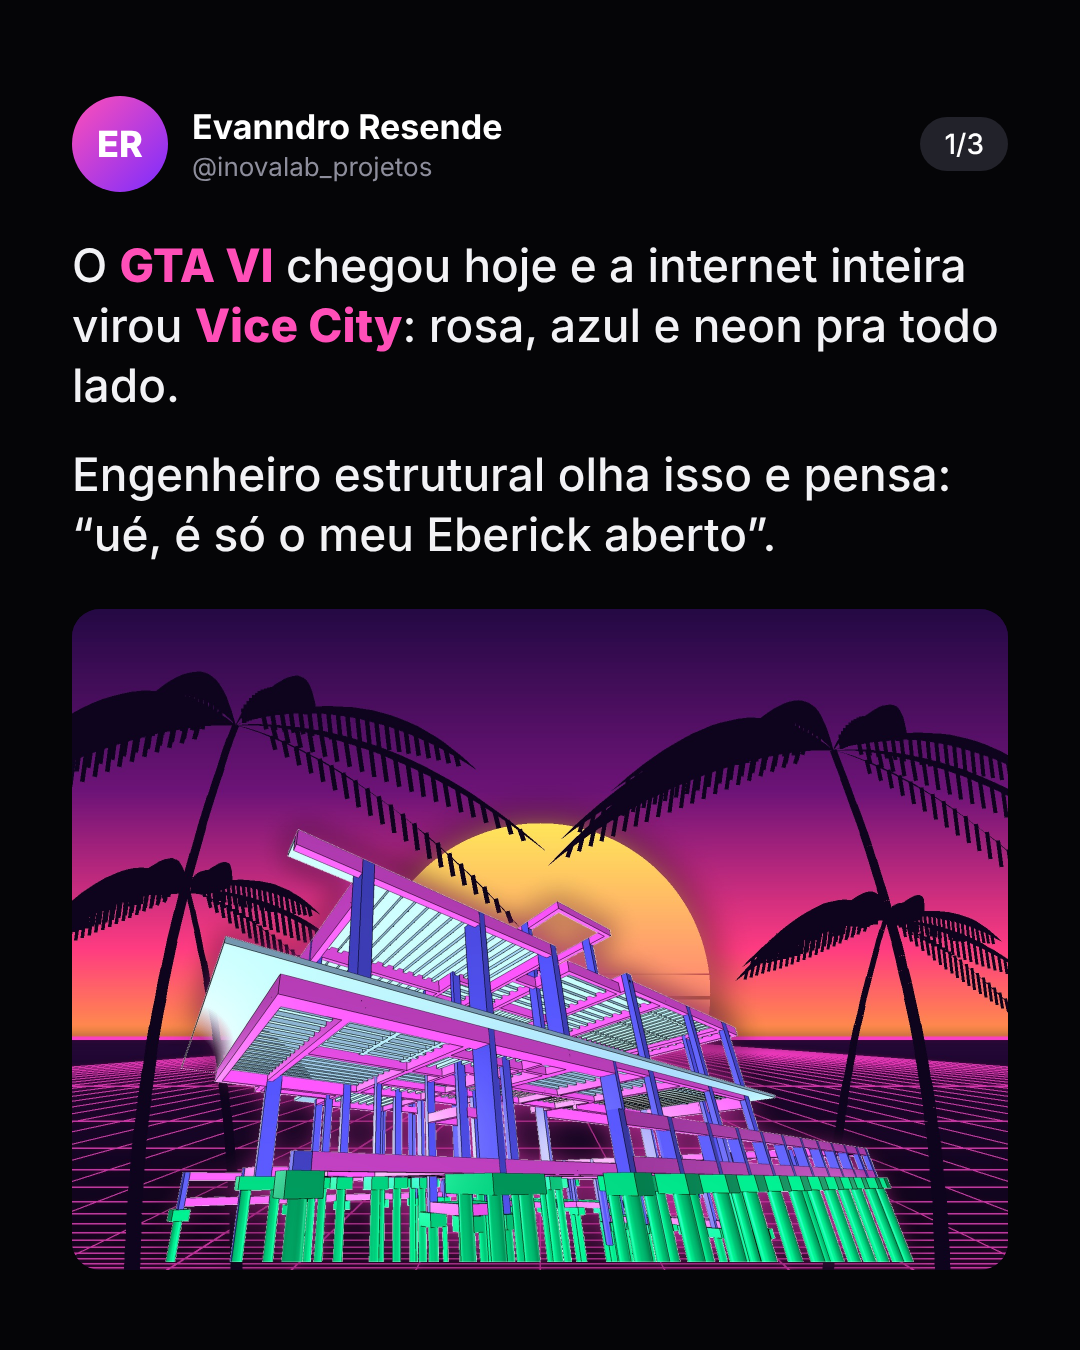 ER
Evanndro Resende
@inovalab_projetos
1/3
O GTA VI chegou hoje e a internet inteira
virou Vice City: rosa, azul e neon pra todo
lado.
Engenheiro estrutural olha isso e pensa:
“ué, é só o meu Eberick aberto”.